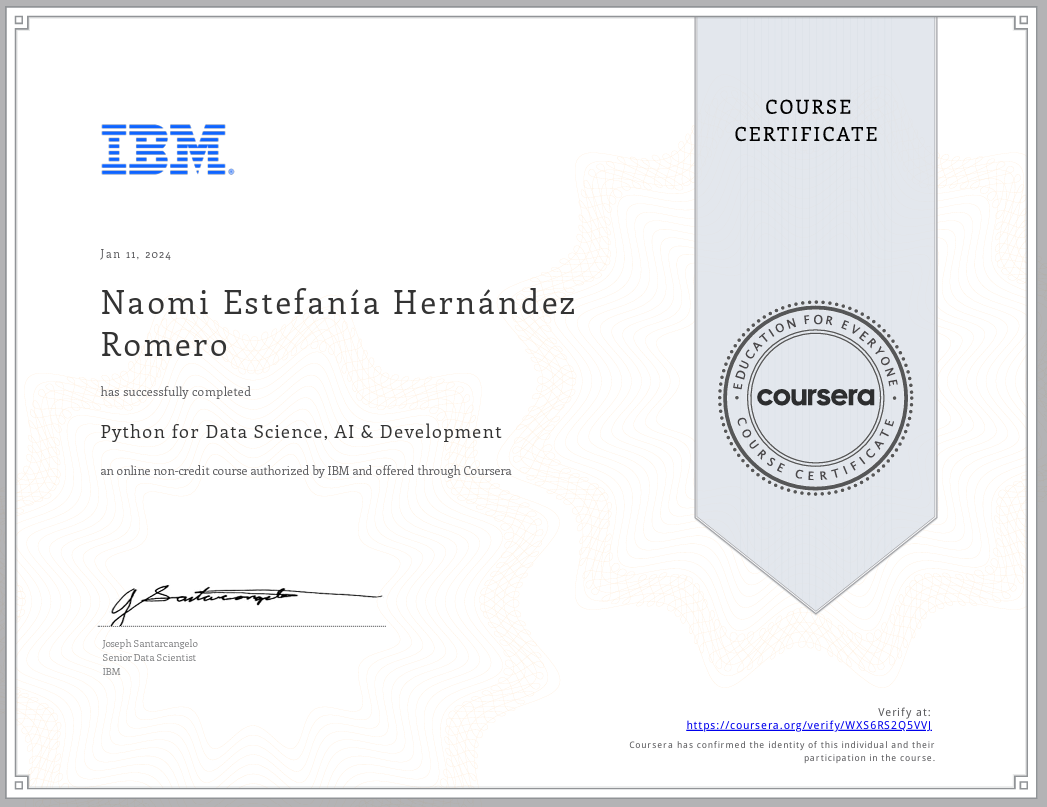 COURSE
CERTIFICATE
IBM®
Jan 11, 2024
Naomi Estefanía Hernández
Romero
has successfully completed
Python for Data Science, AI & Development
an online non-credit course authorized by IBM and offered through Coursera
EDUCATION FOR EVERYONE
coursera
COURSE CERTIFICATE
J Santarcangelo
Joseph Santarcangelo
Senior Data Scientist
IBM
Verify at:
https://coursera.org/verify/WXS6RS2Q5VVJ
Coursera has confirmed the identity of this individual and their
participation in the course.